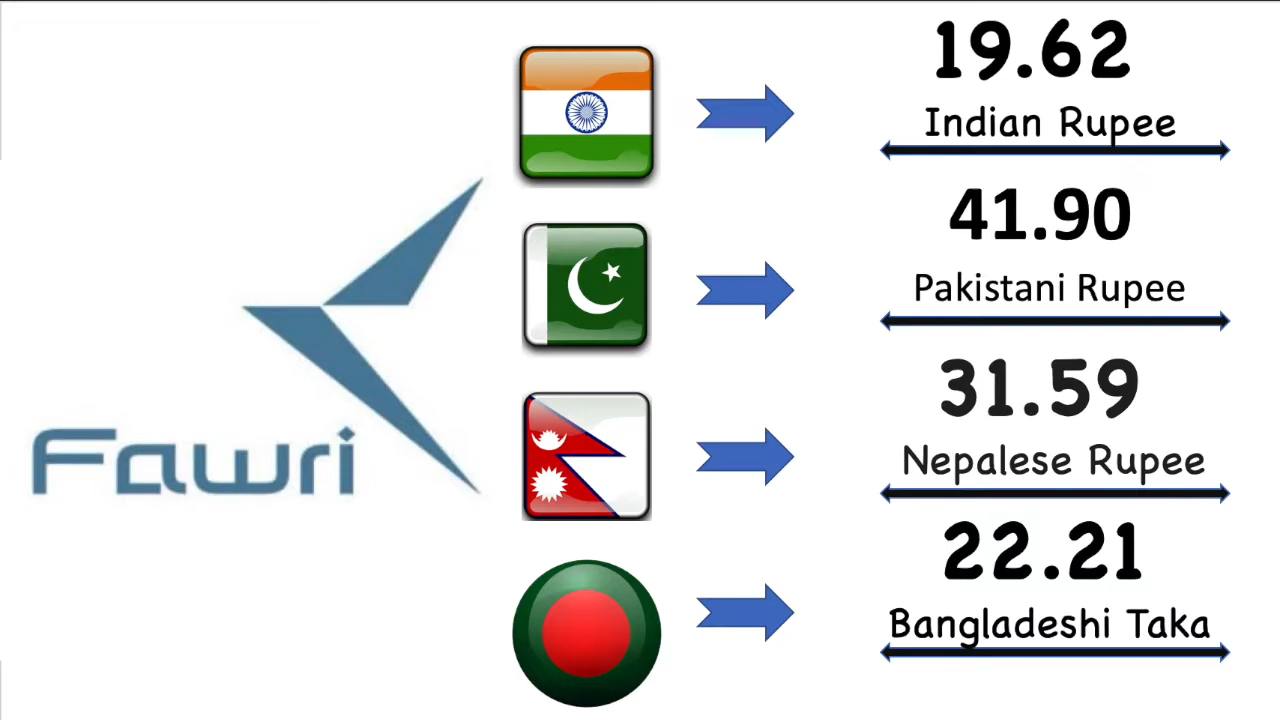 19.62
Indian Rupee
41.90
Pakistani Rupee
Fawri
31.59
Nepalese Rupee
22.21
Bangladeshi Taka